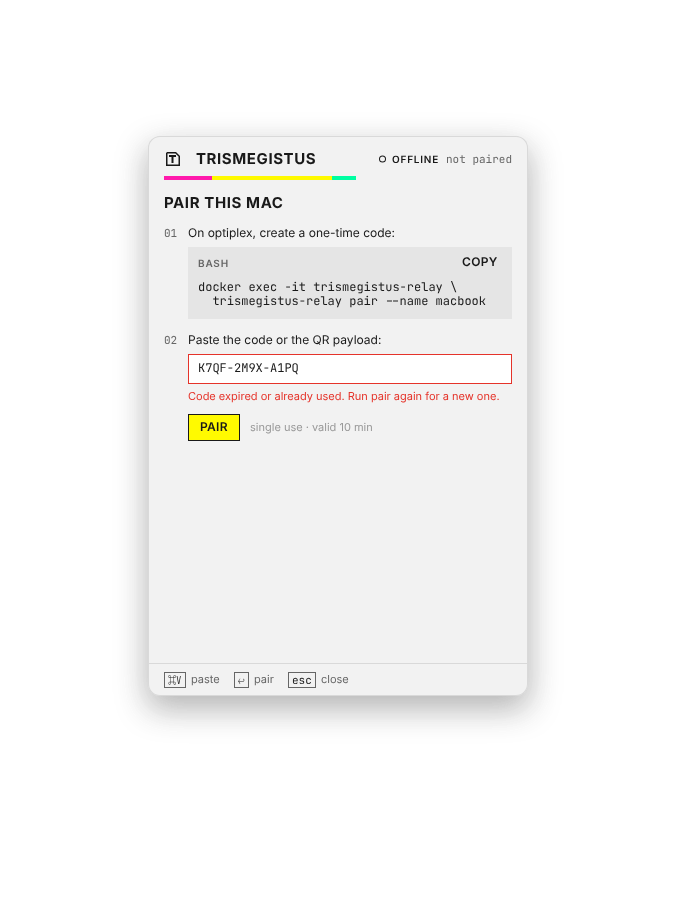 TRISMEGISTUS
OFFLINE not paired
PAIR THIS MAC
01 On optiplex, create a one-time code:
BASH
COPY
docker exec -it trismegistus-relay \
trismegistus-relay pair --name macbook
02 Paste the code or the QR payload:
K7QF-2M9X-A1PQ
Code expired or already used. Run pair again for a new one.
PAIR single use · valid 10 min
⌘V paste ↩ pair esc close